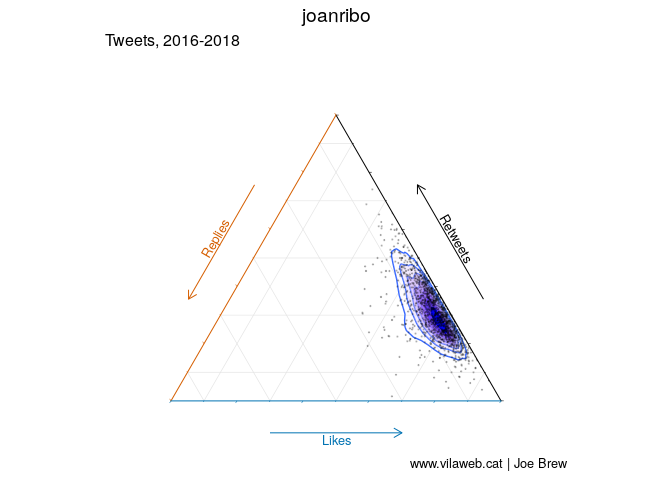 joanribo
Tweets, 2016-2018
Replies
Retweets
Likes
www.vilaweb.cat | Joe Brew